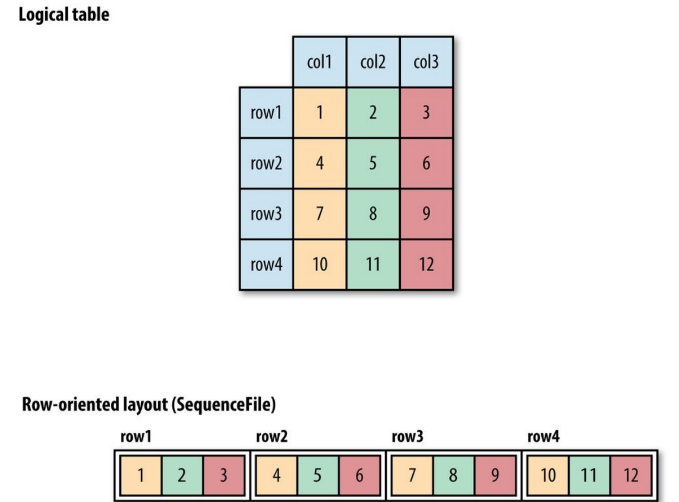 Logical table
col1 col2 col3
row1 1 2 3
row2 4 5 6
row3 7 8 9
row4 10 11 12
Row-oriented layout (SequenceFile)
row1 row2 row3 row4
1 2 3 4 5 6 7 8 9 10 11 12